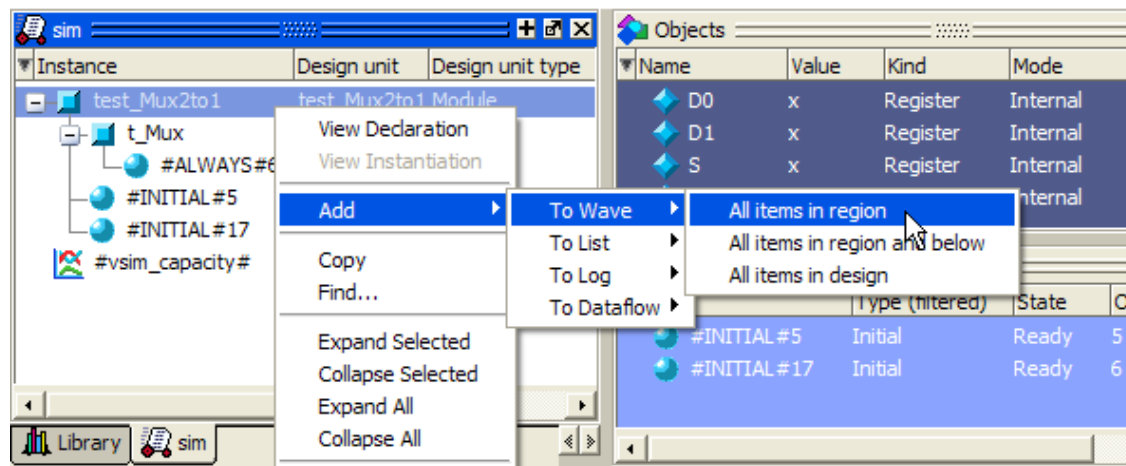 sim
Instance Design unit Design unit type
test_Mux2to1 test_Mux2to1 Module
t_Mux
#ALWAYS#6
#INITIAL#5
#INITIAL#17
#vsim_capacity#
Library sim
View Declaration
View Instantiation
Add
Copy
Find...
Expand Selected
Collapse Selected
Expand All
Collapse All
To Wave
To List
To Log
To Dataflow
All items in region
All items in region and below
All items in design
Objects
Name Value Kind Mode
D0 x Register Internal
D1 x Register Internal
S x Register Internal
Internal
Type (filtered) State
#INITIAL#5 Initial Ready 5
#INITIAL#17 Initial Ready 6